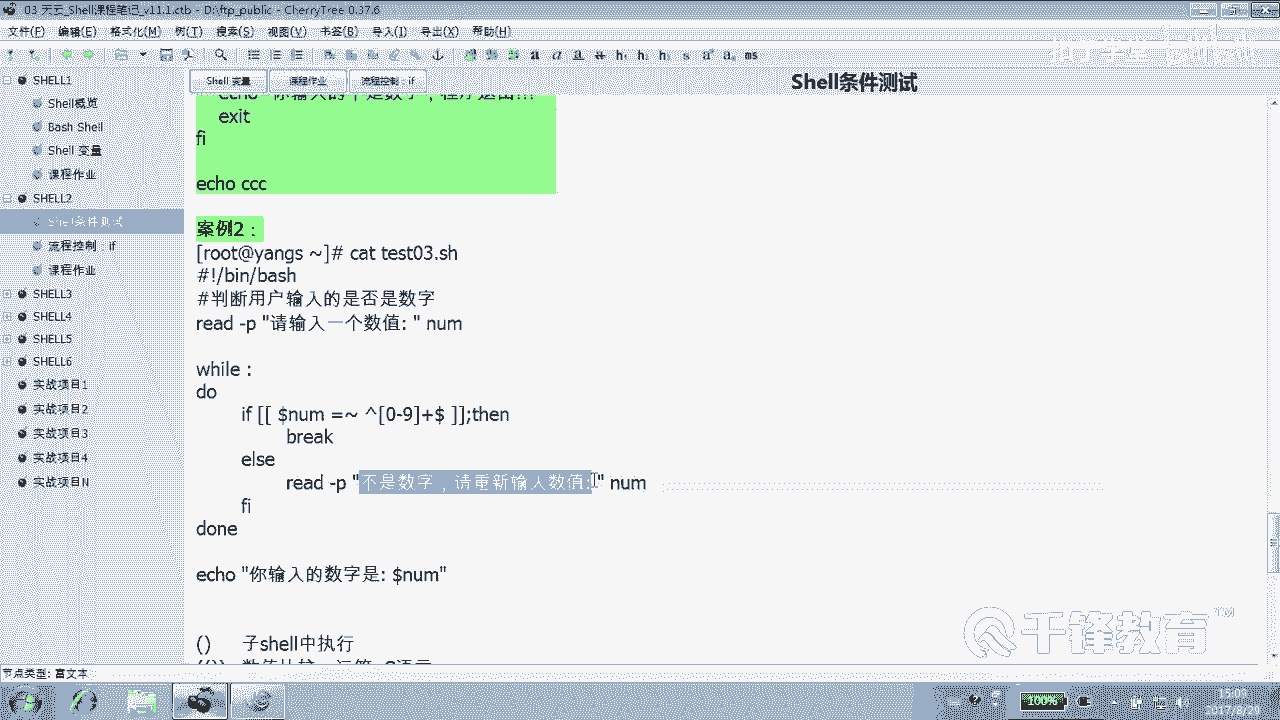 03_天云_Shell课程笔记_v11.1.ctb - D:\ftp_public - CherryTree 0.37.6
文件(F) 编辑(E) 格式化(M) 树(T) 搜索(S) 视图(V) 书签(B) 导入(I) 导出(X) 帮助(H)
SHELL1
Shell概览
Bash Shell
Shell 变量
课程作业
SHELL2
Shell条件测试
流程控制：if
课程作业
SHELL3
SHELL4
SHELL5
SHELL6
实战项目1
实战项目2
实战项目3
实战项目4
实战项目N
Shell 变量 课程作业 流程控制：if
Shell条件测试
exit
fi
echo ccc
案例2：
[root@yangs ~]# cat test03.sh
#!/bin/bash
#判断用户输入的是否是数字
read -p "请输入一个数值: " num
while :
do
if [[ $num =~ ^[0-9]+$ ]];then
break
else
read -p "不是数字，请重新输入数值: " num
fi
done
echo "你输入的数字是: $num"
() 子shell中执行
千锋教育 TM
节点类型: 富文本
100%
15:09
2017/8/29